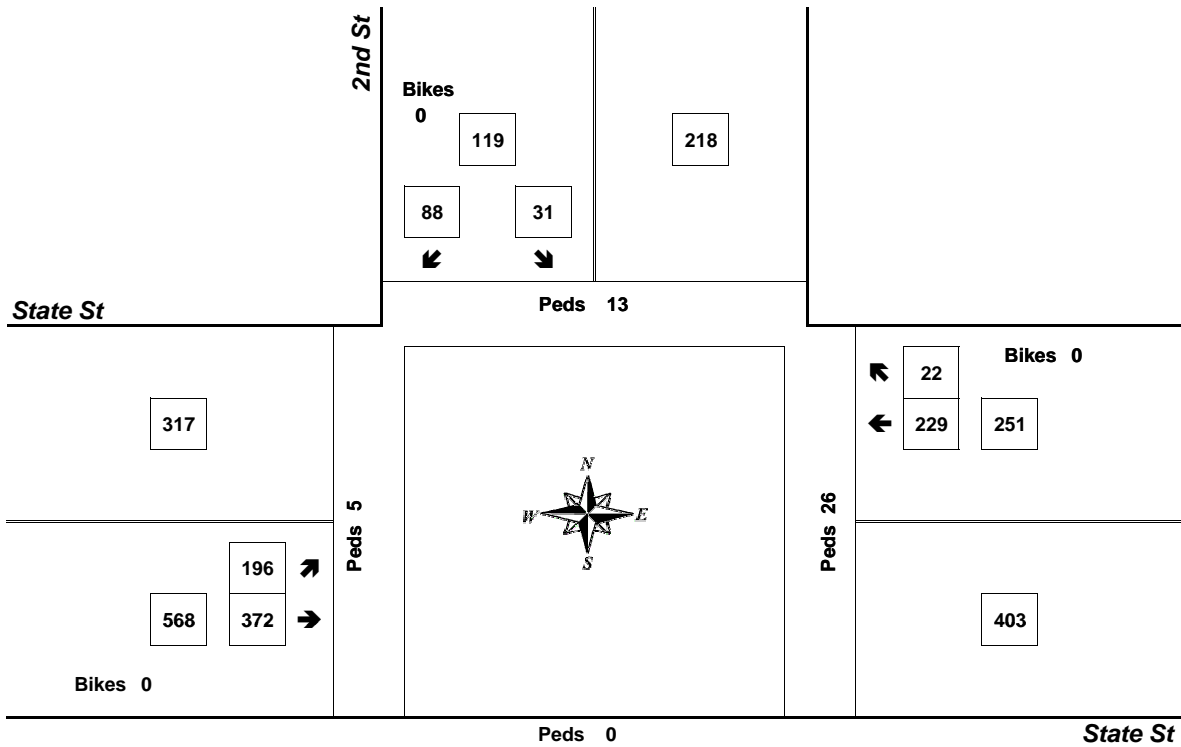 2nd St
Bikes
0
119
218
88
31
Peds 13
State St
Bikes 0
22
317
229
251
N
W
E
S
Peds 5
Peds 26
196
568
372
403
Bikes 0
Peds 0
State St